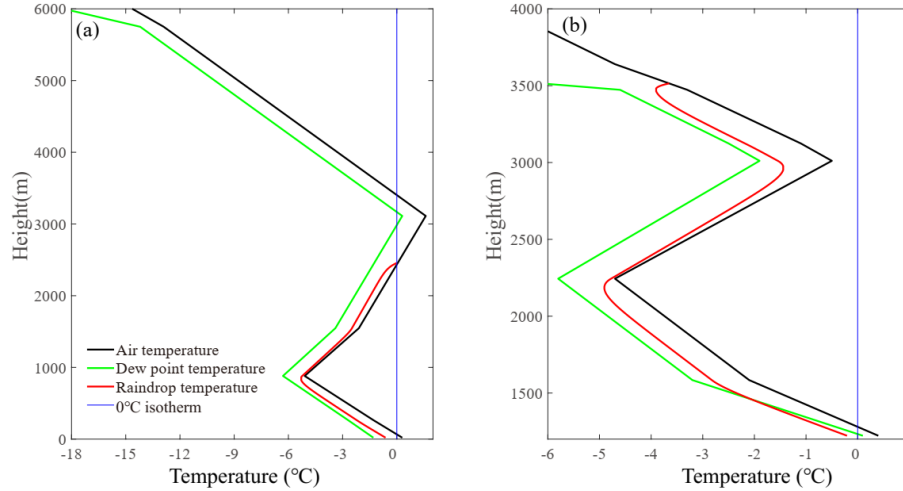 (a)
6000
5000
4000
3000
2000
1000
0
Height(m)
Air temperature
Dew point temperature
Raindrop temperature
0℃ isotherm
-18
-15
-12
-9
-6
-3
0
Temperature (℃)
(b)
4000
3500
3000
2500
2000
1500
Height(m)
-6
-5
-4
-3
-2
-1
0
Temperature (℃)